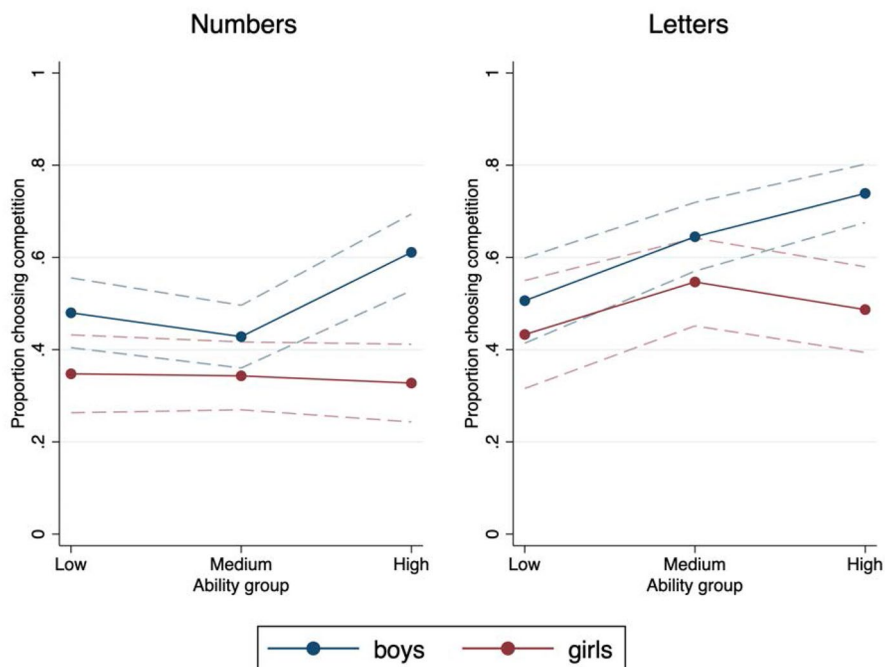 Numbers
Proportion choosing competition
1
.8
.6
.4
.2
0
Low Medium High
Ability group
Letters
Proportion choosing competition
1
.8
.6
.4
.2
0
Low Medium High
Ability group
boys girls